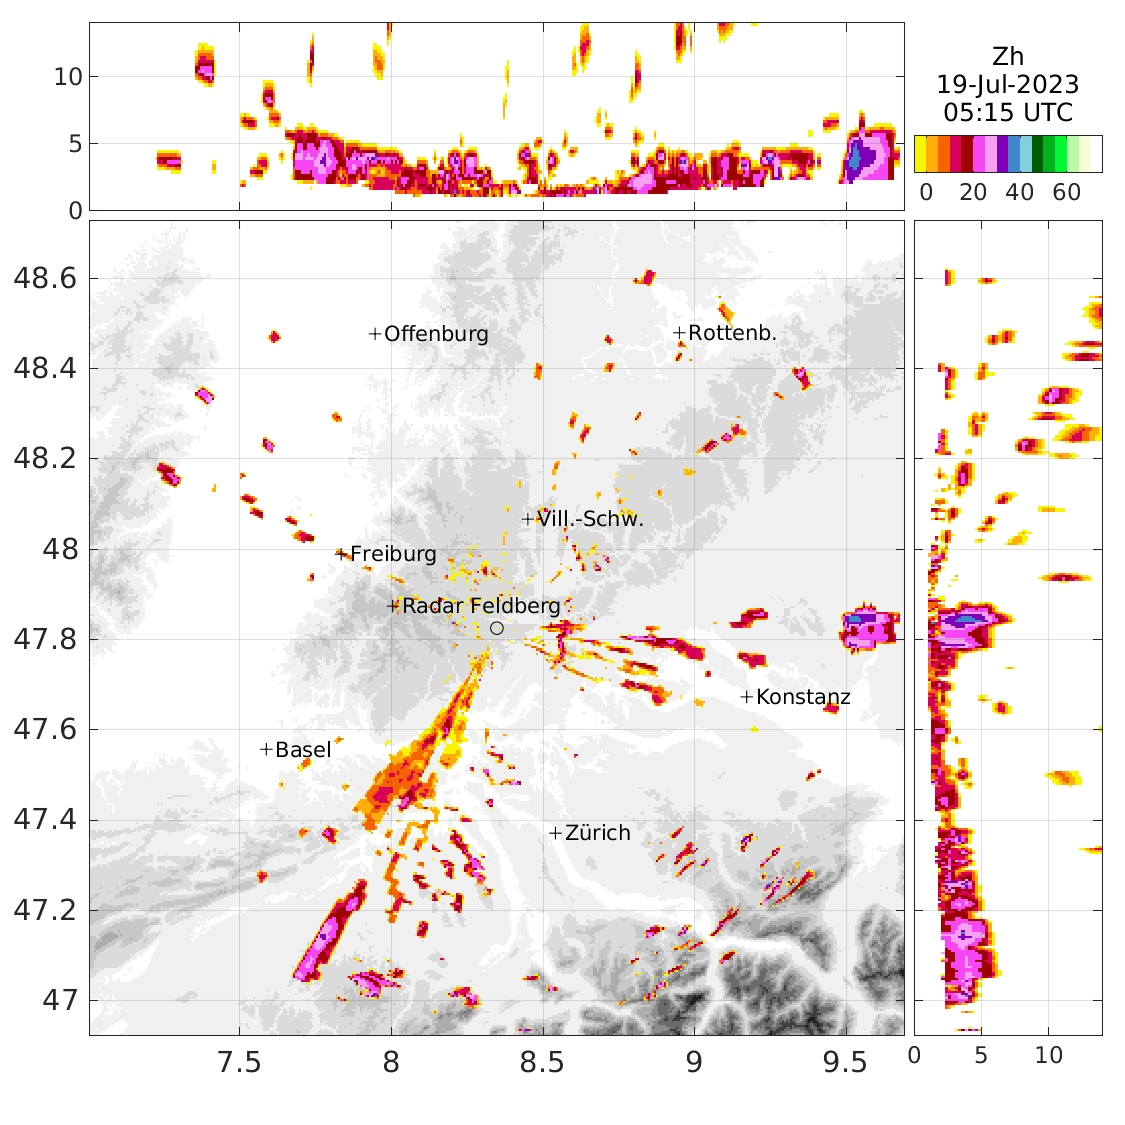 Zh
19-Jul-2023
05:15 UTC
0 20 40 60
10
5
0
48.6
+Offenburg
+Rottenb.
48.4
48.2
+Vill.-Schw.
48
+Freiburg
+Radar Feldberg
47.8
+Konstanz
47.6
+Basel
47.4
+Zürich
47.2
47
7.5 8 8.5 9 9.5
0 5 10